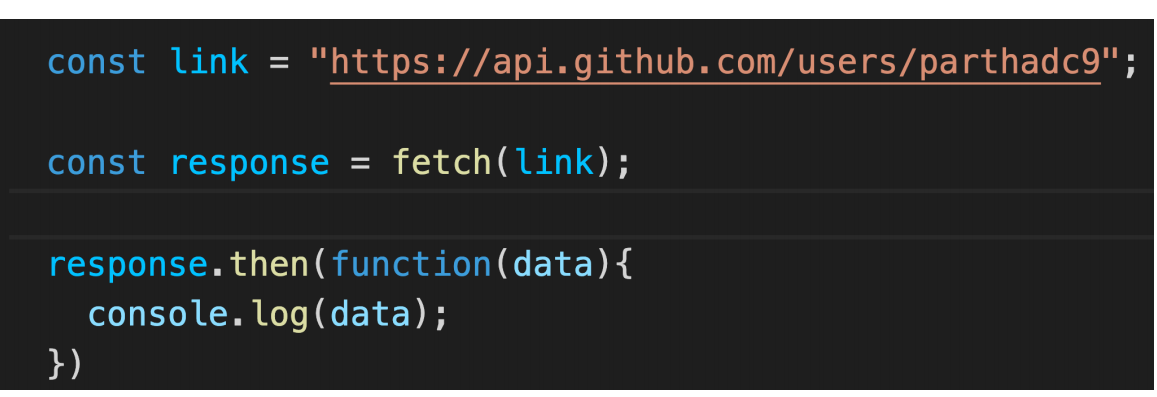 const link = "https://api.github.com/users/parthadc9";
const response = fetch(link);
response.then(function(data){
  console.log(data);
})